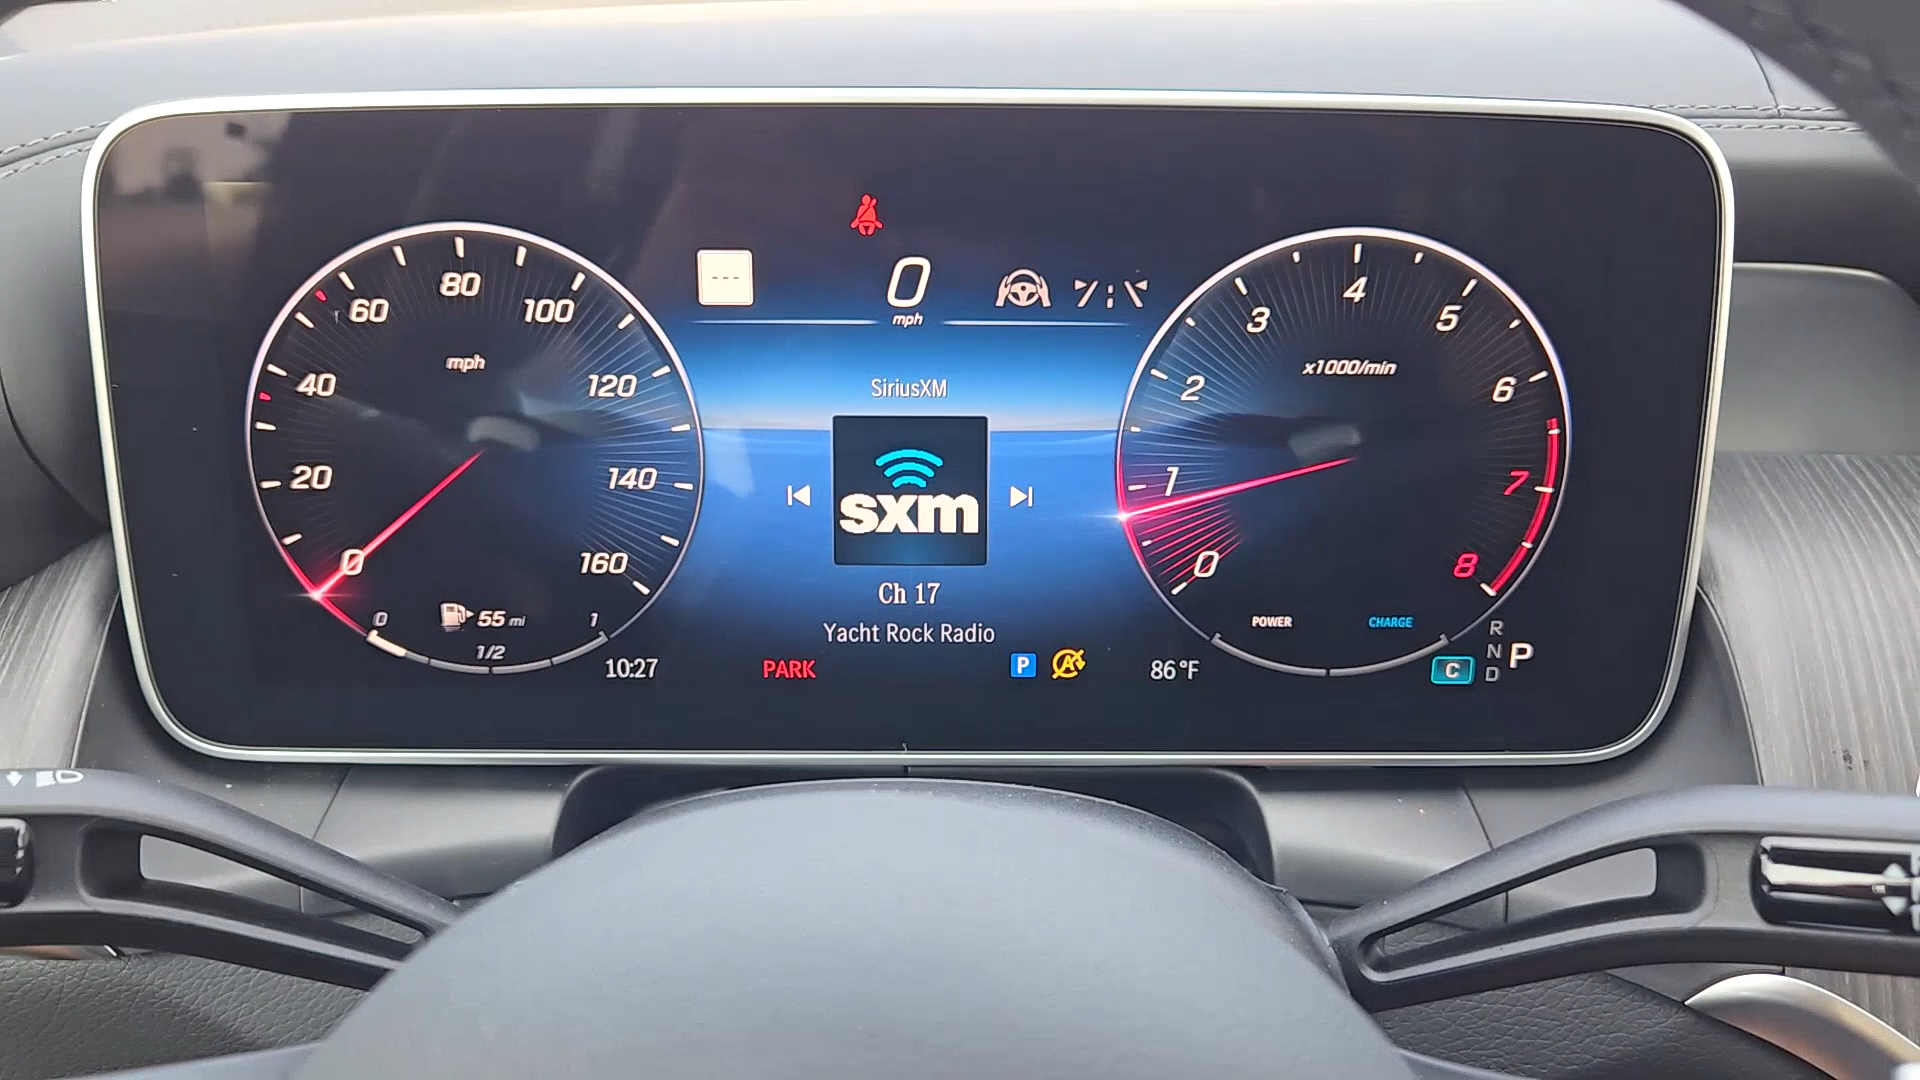 ---
0
mph
80
60
100
mph
40
120
20
140
0
160
0
55 mi
1
1/2
10:27
SiriusXM
sxm
Ch 17
Yacht Rock Radio
PARK
P
A
86°F
4
3
5
x1000/min
2
6
1
7
0
8
POWER
CHARGE
R
N
D
P
C